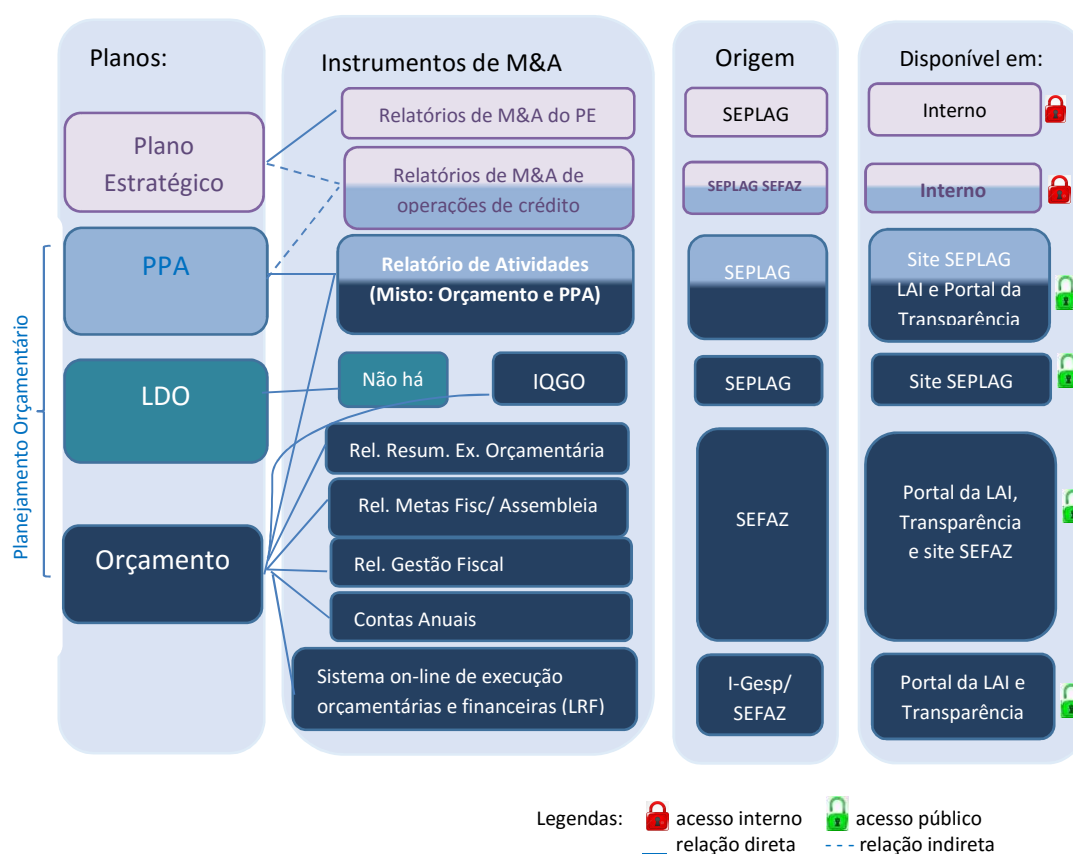 Planos:
Instrumentos de M&A
Origem
Disponível em:
Plano
Estratégico
Relatórios de M&A do PE
SEPLAG
Interno
Relatórios de M&A de
operações de crédito
SEPLAG SEFAZ
Interno
Planejamento Orçamentário
PPA
Relatório de Atividades
(Misto: Orçamento e PPA)
SEPLAG
Site SEPLAG
LAI e Portal da
Transparência
LDO
Não há
IQGO
SEPLAG
Site SEPLAG
Orçamento
Rel. Resum. Ex. Orçamentária
Rel. Metas Fisc/ Assembleia
Rel. Gestão Fiscal
Contas Anuais
SEFAZ
Portal da LAI,
Transparência
e site SEFAZ
Sistema on-line de execução
orçamentárias e financeiras (LRF)
I-Gesp/
SEFAZ
Portal da LAI e
Transparência
Legendas:
acesso interno
acesso público
relação direta
relação indireta